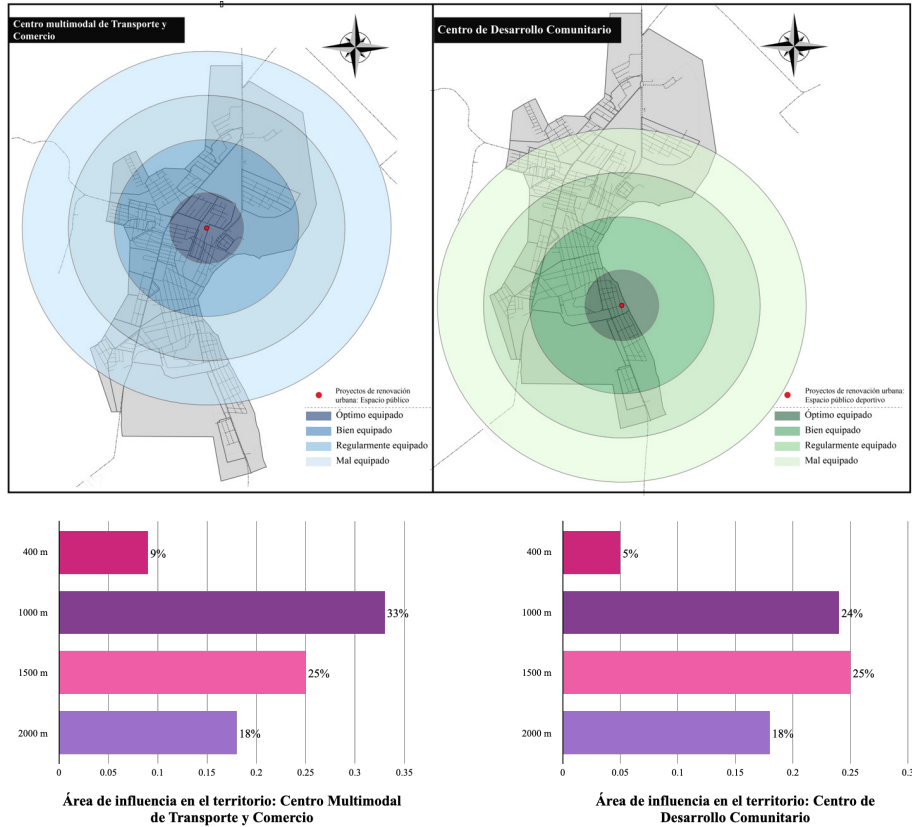 Centro multimodal de Transporte y
Comercio
Proyectos de renovación
urbana: Espacio público
Óptimo equipado
Bien equipado
Regularmente equipado
Mal equipado
Centro de Desarrollo Comunitario
Proyectos de renovación urbana:
Espacio público deportivo
Óptimo equipado
Bien equipado
Regularmente equipado
Mal equipado
400 m
9%
1000 m
33%
1500 m
25%
2000 m
18%
0 0.05 0.1 0.15 0.2 0.25 0.3 0.35
Área de influencia en el territorio: Centro Multimodal
de Transporte y Comercio
400 m
5%
1000 m
24%
1500 m
25%
2000 m
18%
0 0.05 0.1 0.15 0.2 0.25 0.3
Área de influencia en el territorio: Centro de
Desarrollo Comunitario